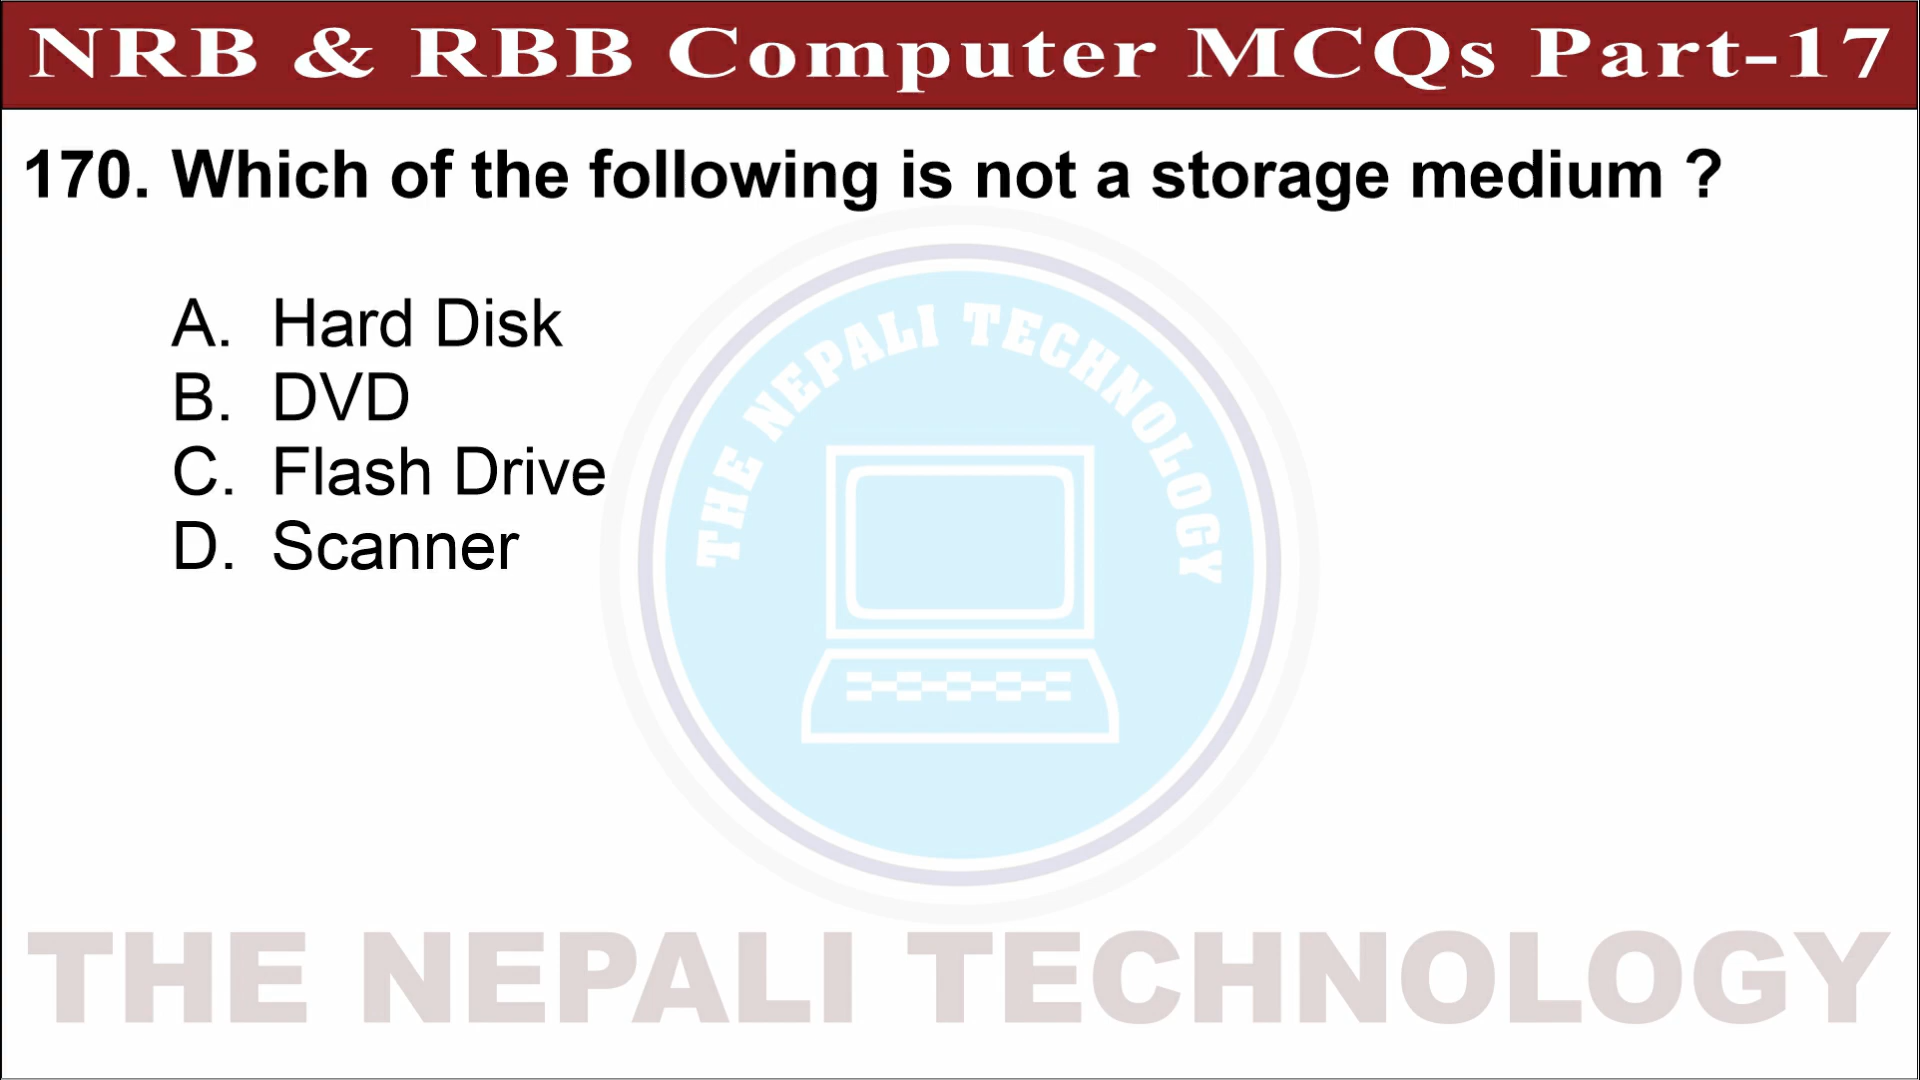 NRB & RBB Computer MCQs Part-17
170. Which of the following is not a storage medium ?
A. Hard Disk
B. DVD
C. Flash Drive
D. Scanner
THE NEPALI TECHNOLOGY
THE NEPALI TECHNOLOGY